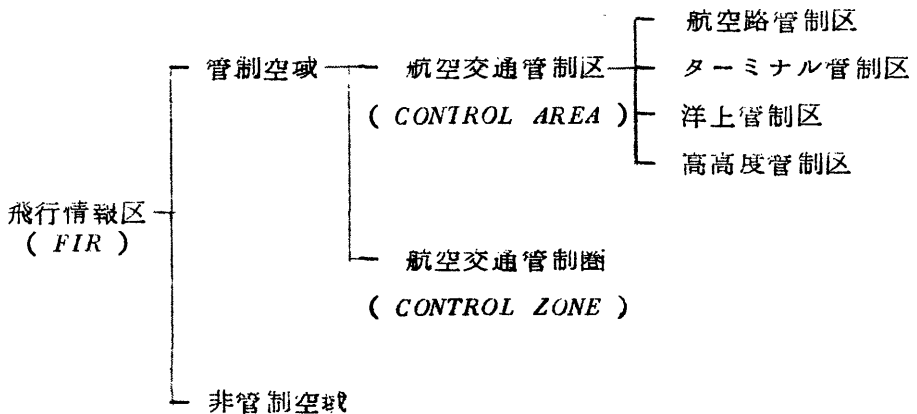 航空路管制区
管制空域
航空交通管制区
ターミナル管制区
( CONTROL AREA )
洋上管制区
高高度管制区
飛行情報区
( FIR )
航空交通管制圏
( CONTROL ZONE )
非管制空域